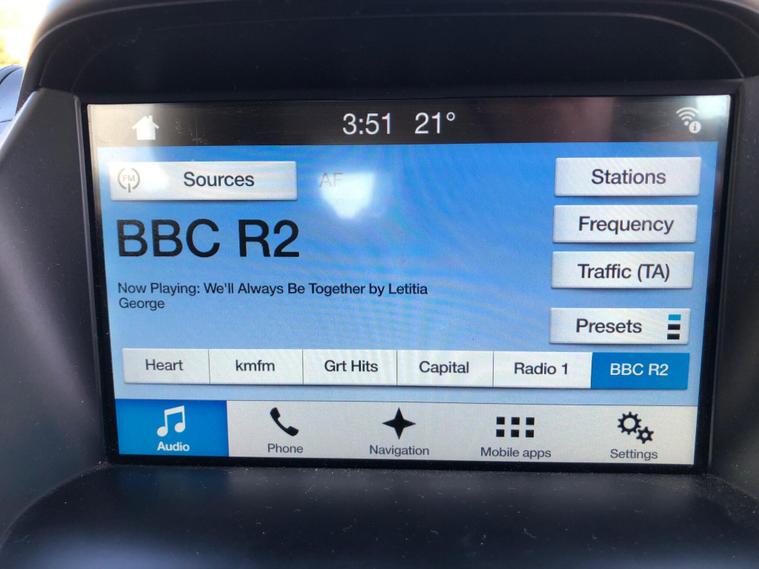 3:51 21°
FM
Sources
AF
Stations
BBC R2
Frequency
Traffic (TA)
Now Playing: We'll Always Be Together by Letitia
George
Presets
Heart
kmfm
Grt Hits
Capital
Radio 1
BBC R2
Audio
Phone
Navigation
Mobile apps
Settings